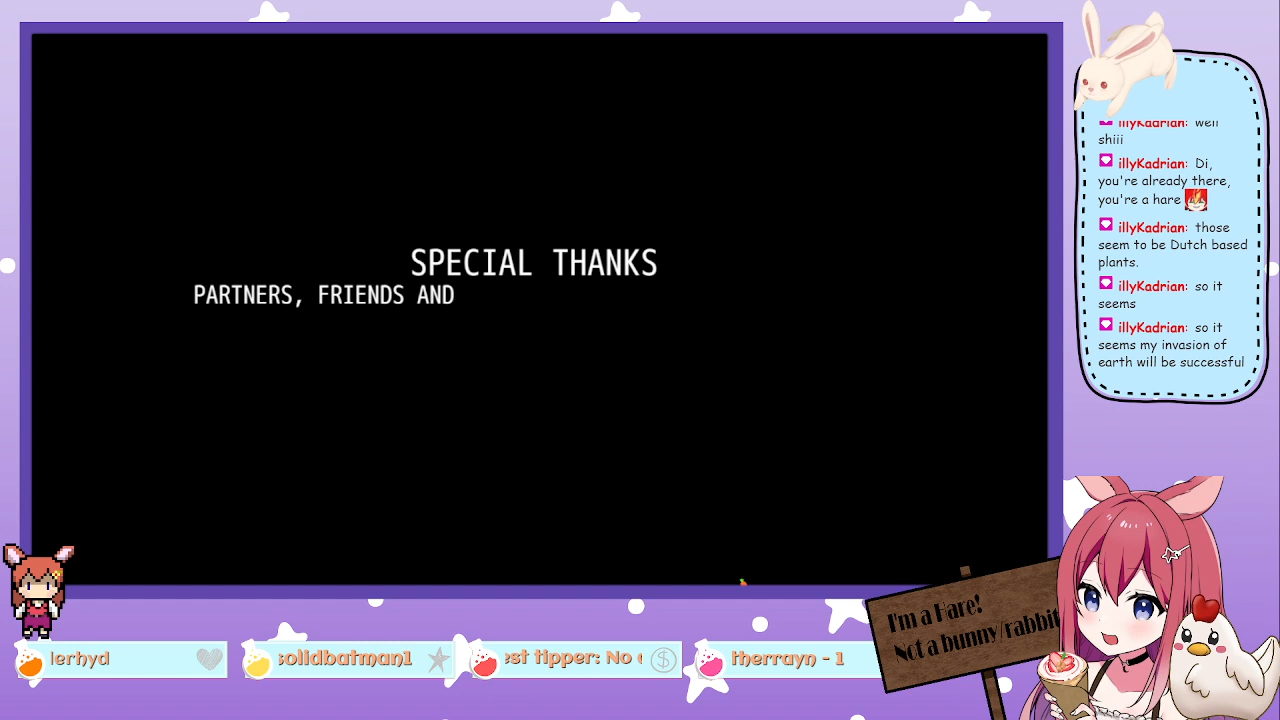 SPECIAL THANKS
PARTNERS, FRIENDS AND
illyKadrian: well
shiii
illyKadrian: Di,
you're already there,
you're a hare
illyKadrian: those
seem to be Dutch based
plants.
illyKadrian: so it
seems
illyKadrian: so it
seems my invasion of
earth will be successful
I'm a Hare!
Not a bunny/rabbit
lerhyd
solidbatman1
est tipper: No
therrayn - 1